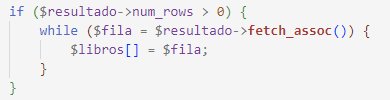 if ($resultado->num_rows > 0) {
    while ($fila = $resultado->fetch_assoc()) {
        $libros[] = $fila;
    }
}